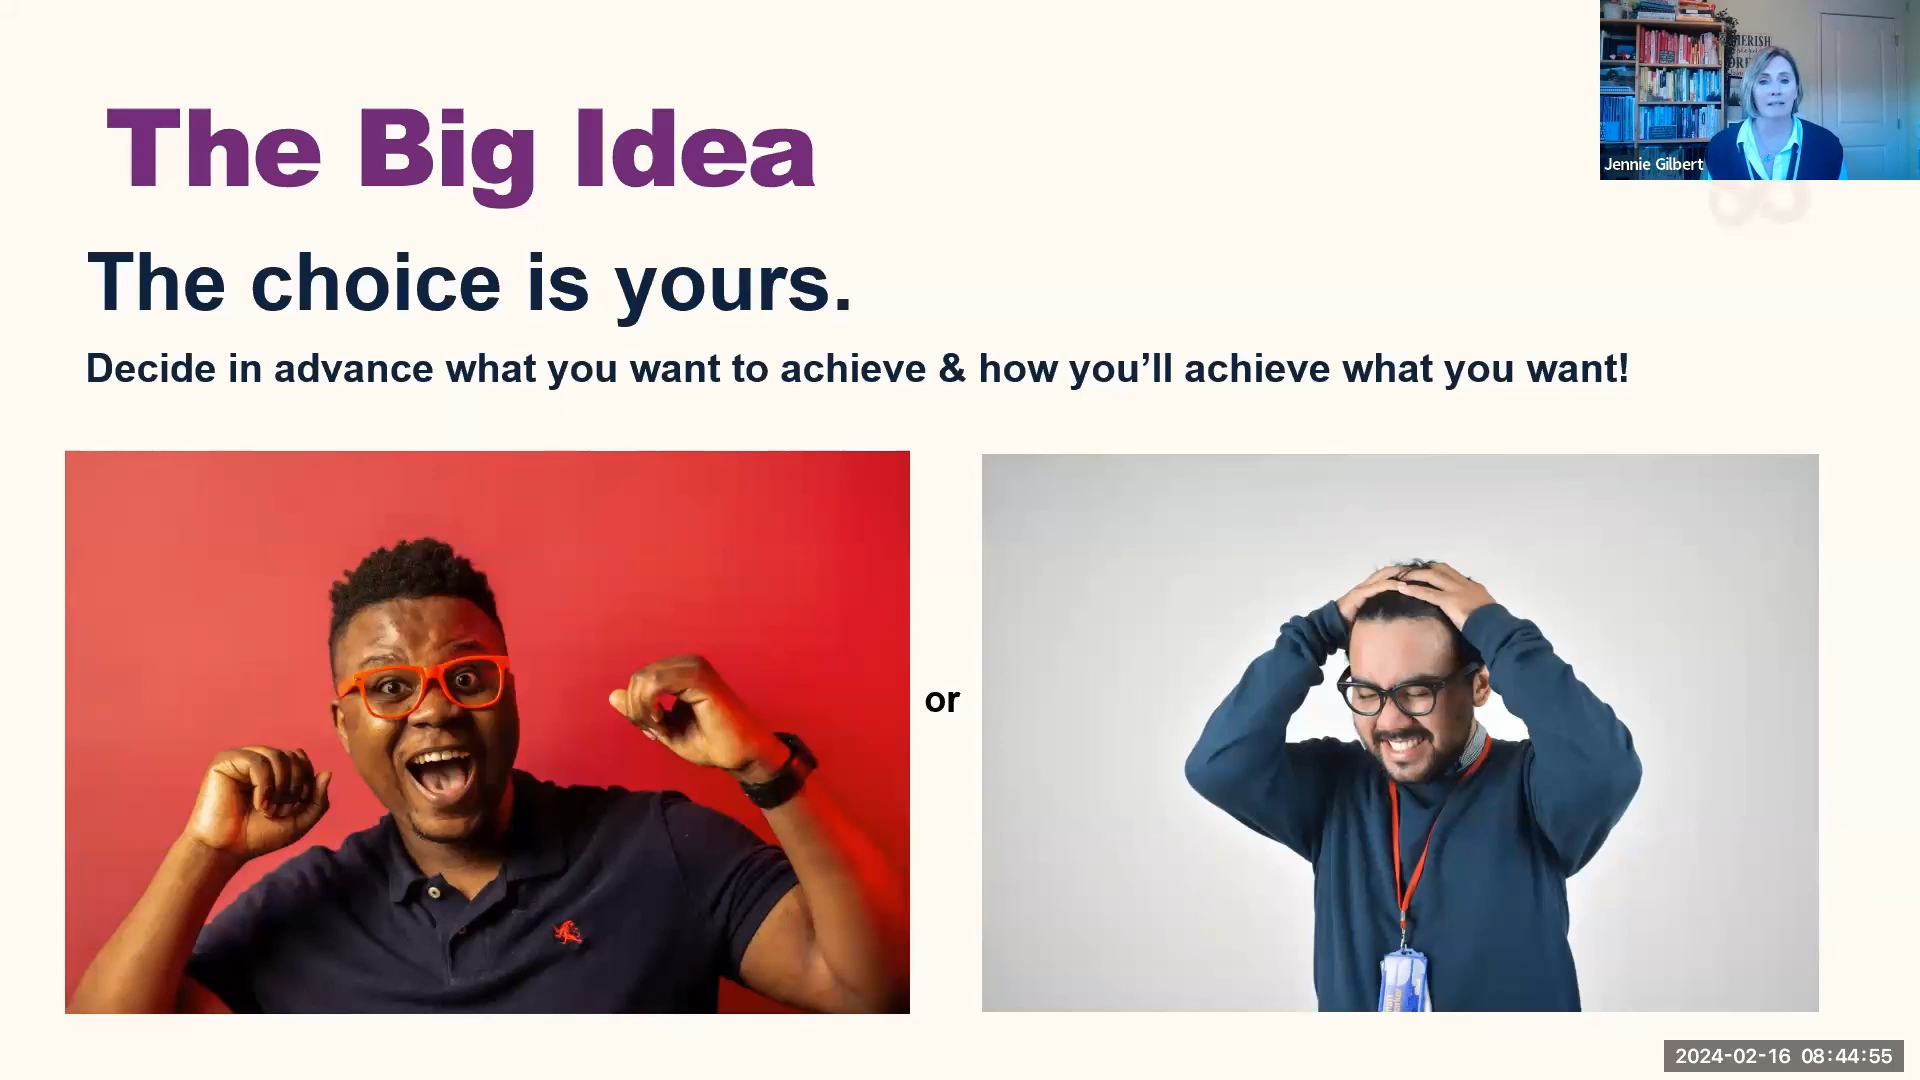 The Big Idea
The choice is yours.
Decide in advance what you want to achieve & how you’ll achieve what you want!
or
Jennie Gilbert
2024-02-16 08:44:55